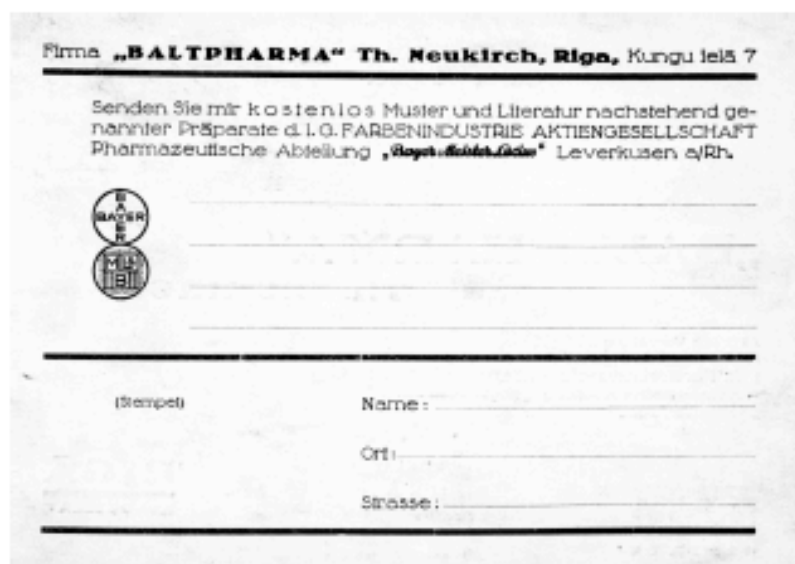 Firma „BALTPHARMA“ Th. Neukirch, Riga, Kungu ielā 7
Senden Sie mir kostenlos Muster und Literatur nachstehend ge-
nannter Präparate d. I. G. FARBENINDUSTRIE AKTIENGESELLSCHAFT
Pharmazeutische Abteilung „Bayer-Meister Lucius“ Leverkusen a/Rh.
BAYER
BAYER
(Stempel)
Name:
Ort:
Strasse: